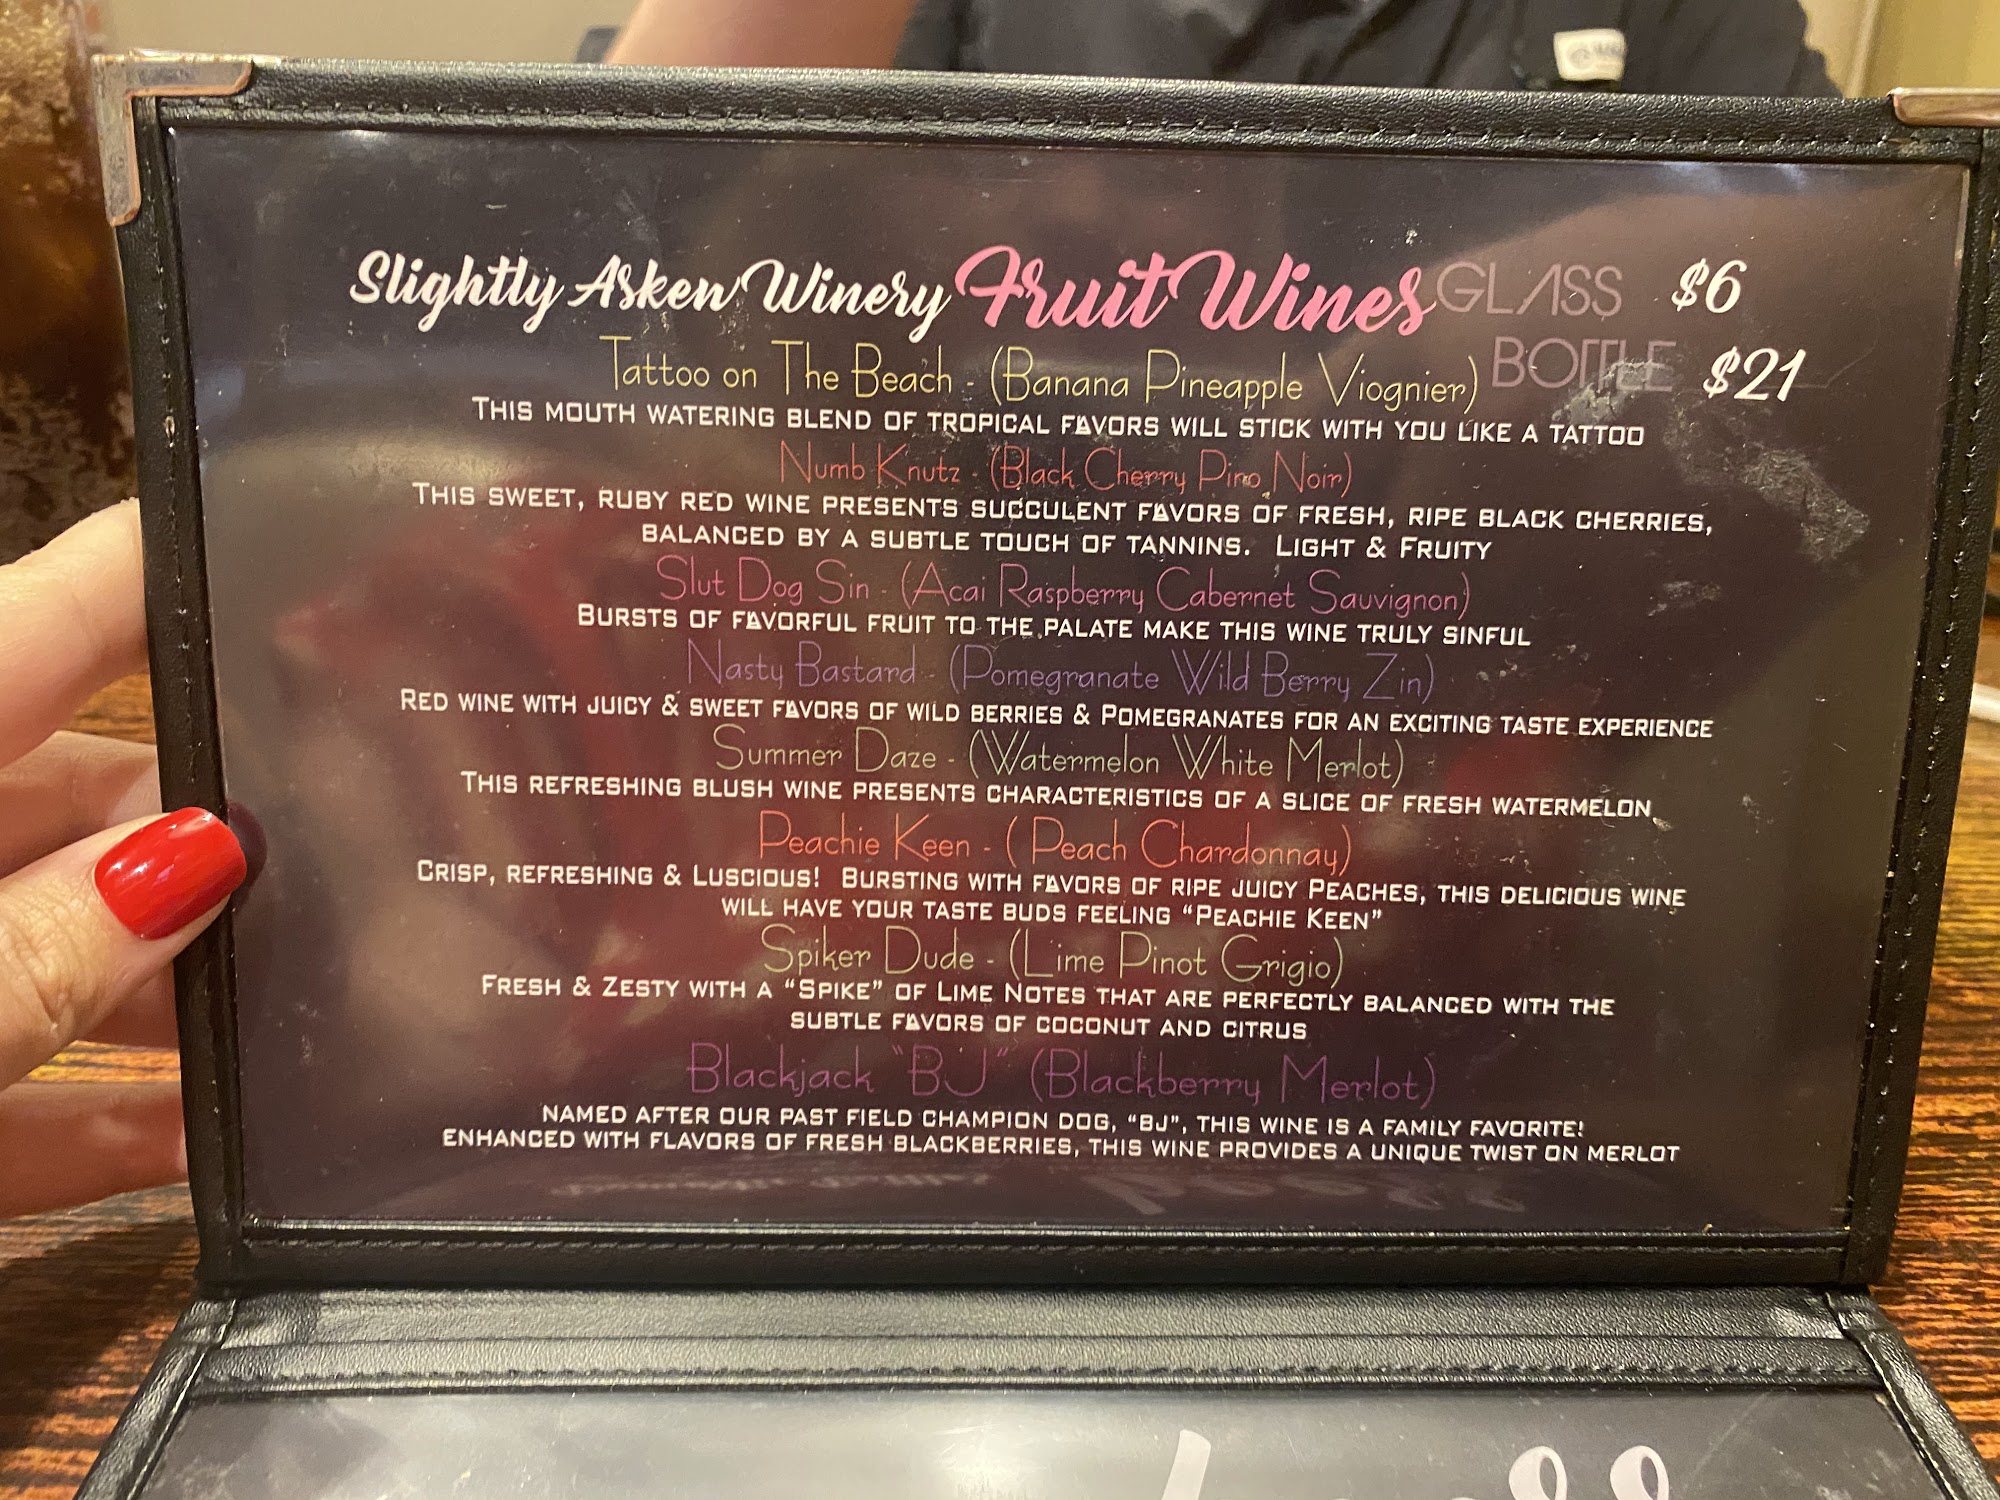 Slightly Askew Winery Fruit Wines GLASS $6
Tattoo on The Beach - (Banana Pineapple Viognier) BOTTLE $21
THIS MOUTH WATERING BLEND OF TROPICAL FAVORS WILL STICK WITH YOU LIKE A TATTOO
Numb Knutz - (Black Cherry Pino Noir)
THIS SWEET, RUBY RED WINE PRESENTS SUCCULENT FAVORS OF FRESH, RIPE BLACK CHERRIES,
BALANCED BY A SUBTLE TOUCH OF TANNINS. LIGHT & FRUITY
Slut Dog Sin - (Acai Raspberry Cabernet Sauvignon)
BURSTS OF FAVORFUL FRUIT TO THE PALATE MAKE THIS WINE TRULY SINFUL
Nasty Bastard - (Pomegranate Wild Berry Zin)
RED WINE WITH JUICY & SWEET FAVORS OF WILD BERRIES & POMEGRANATES FOR AN EXCITING TASTE EXPERIENCE
Summer Daze - (Watermelon White Merlot)
THIS REFRESHING BLUSH WINE PRESENTS CHARACTERISTICS OF A SLICE OF FRESH WATERMELON.
Peachie Keen - ( Peach Chardonnay)
CRISP, REFRESHING & LUSCIOUS! BURSTING WITH FAVORS OF RIPE JUICY PEACHES, THIS DELICIOUS WINE
WILL HAVE YOUR TASTE BUDS FEELING "PEACHIE KEEN"
Spiker Dude - (Lime Pinot Grigio)
FRESH & ZESTY WITH A "SPIKE" OF LIME NOTES THAT ARE PERFECTLY BALANCED WITH THE
SUBTLE FAVORS OF COCONUT AND CITRUS
Blackjack "BJ" (Blackberry Merlot)
NAMED AFTER OUR PAST FIELD CHAMPION DOG, "BJ", THIS WINE IS A FAMILY FAVORITE!
ENHANCED WITH FLAVORS OF FRESH BLACKBERRIES, THIS WINE PROVIDES A UNIQUE TWIST ON MERLOT